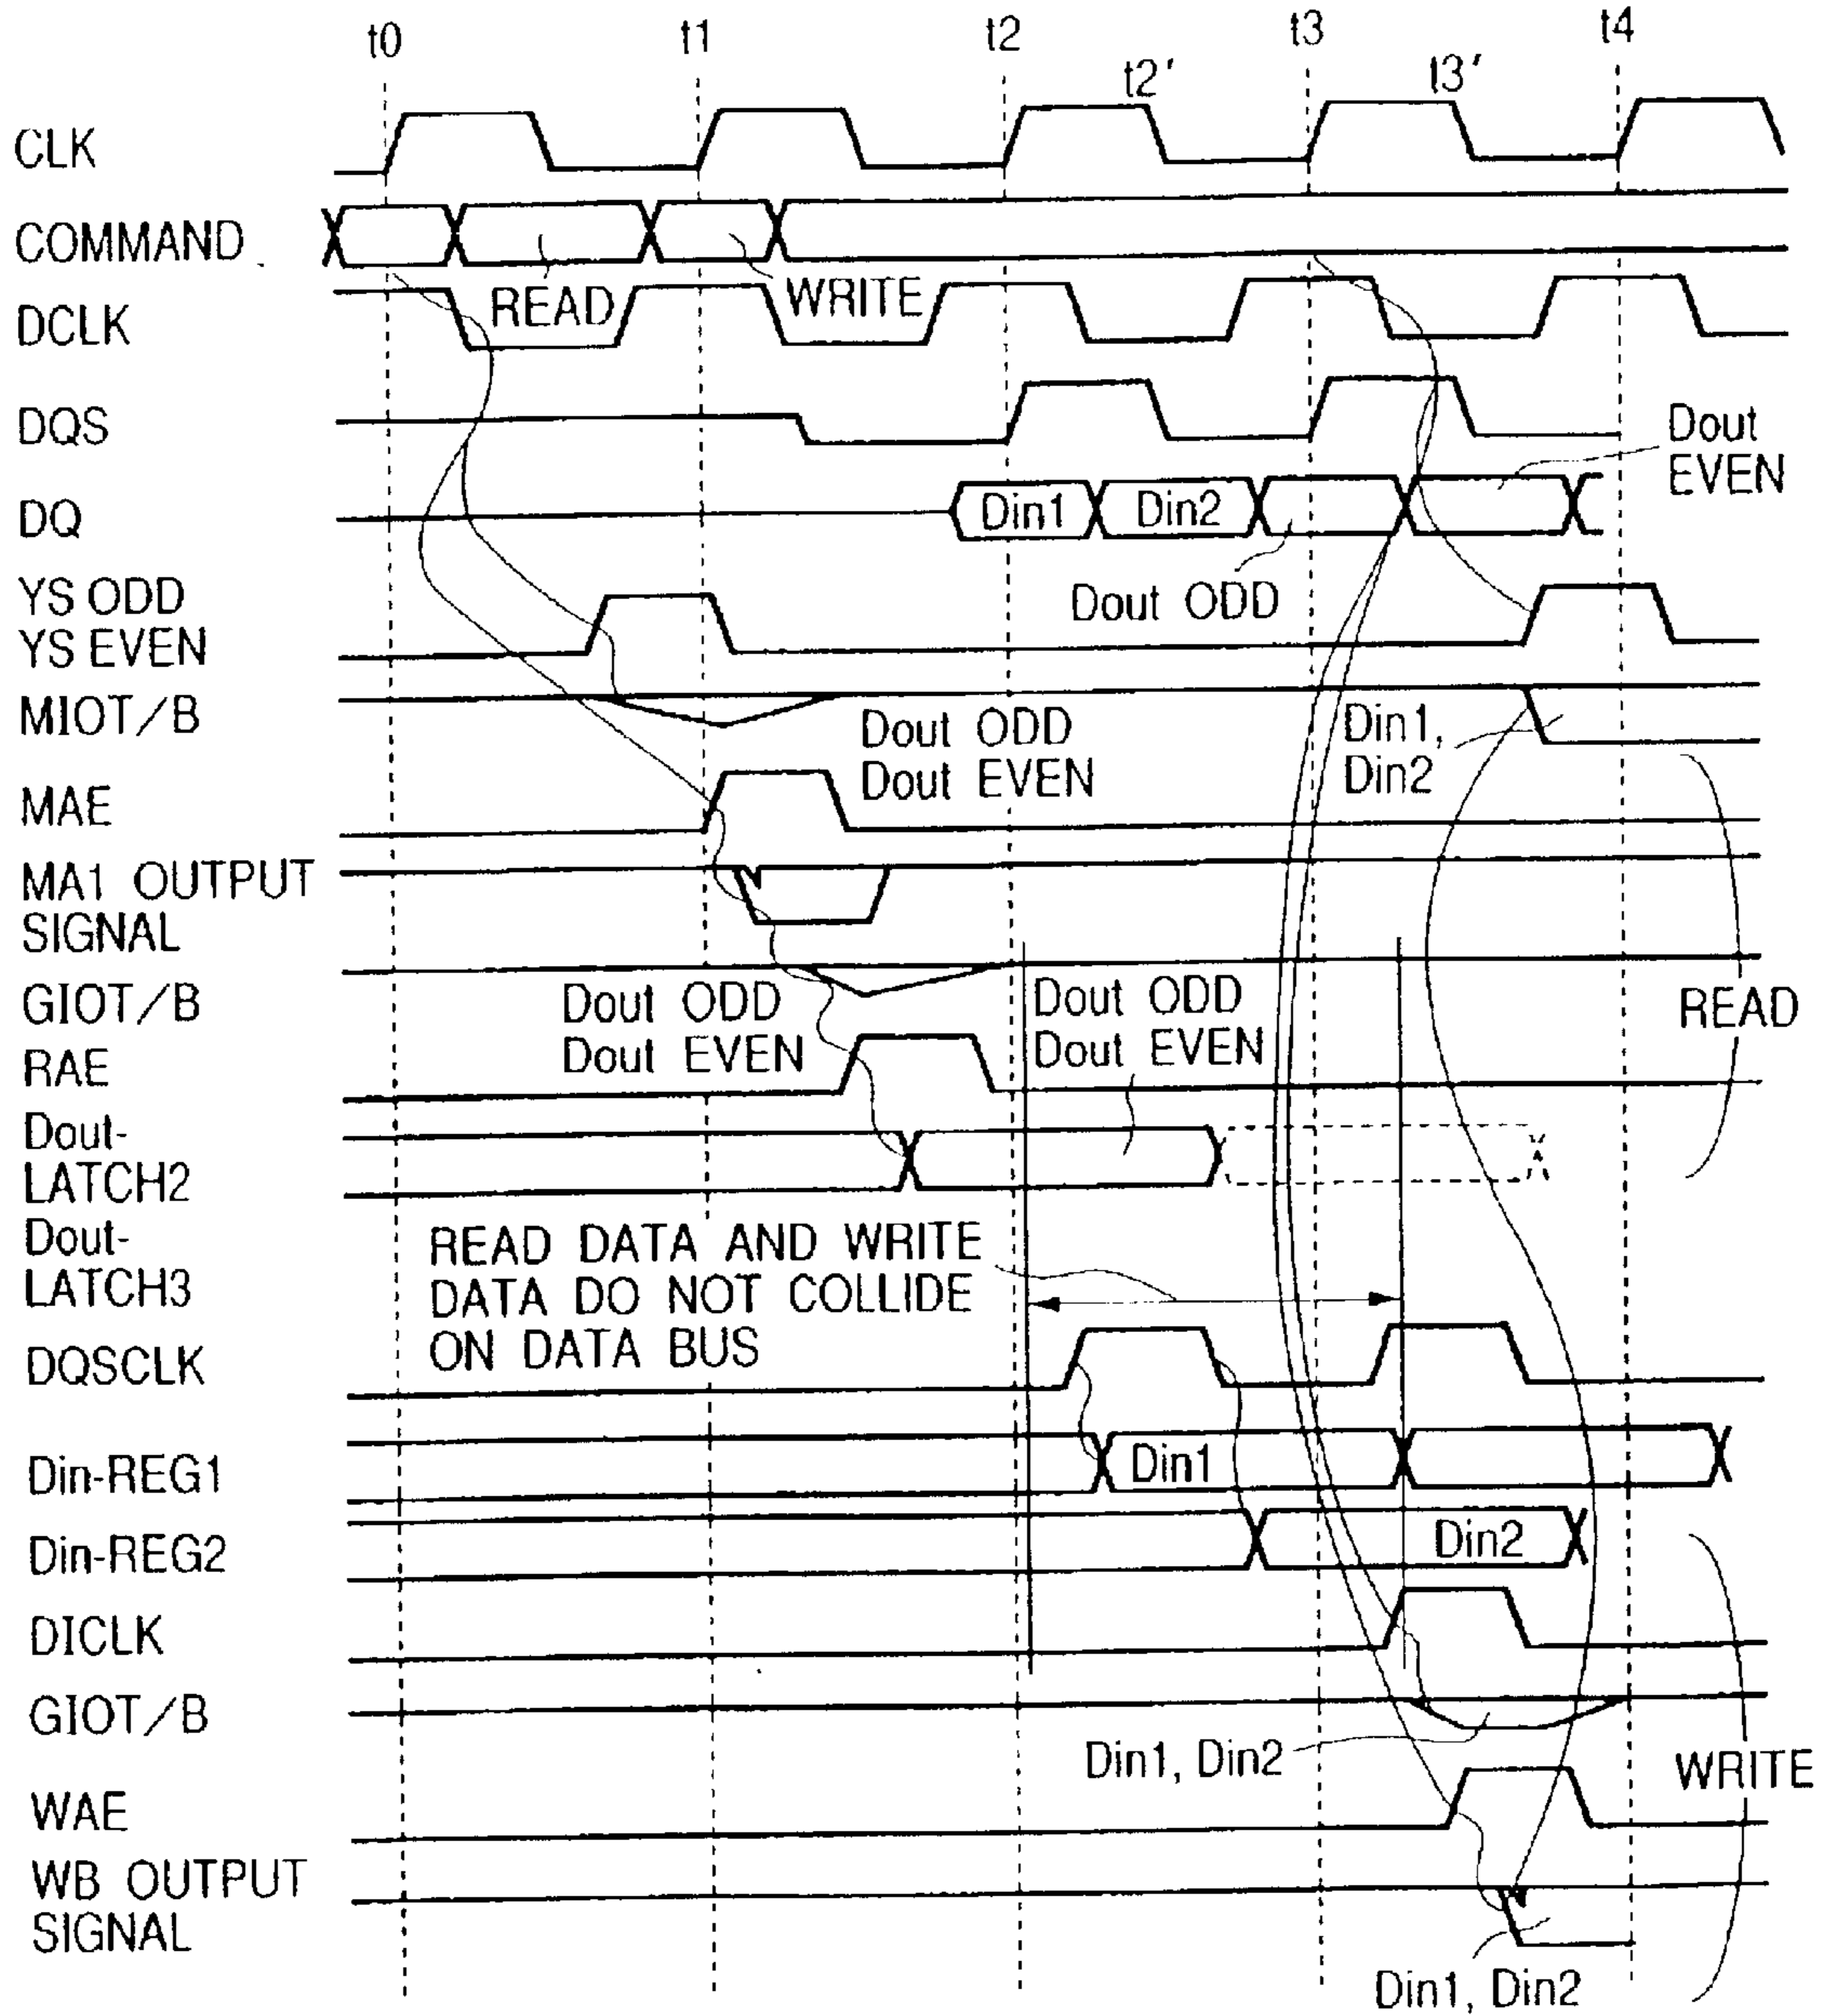 t0 t1 t2 t3 t4
t2' t3'
CLK
COMMAND
READ WRITE
DCLK
DQS
Dout
EVEN
DQ Din1 Din2
Dout ODD
YS ODD
YS EVEN
MIOT/B
Dout ODD
Dout EVEN
Din1,
Din2
MAE
MA1 OUTPUT
SIGNAL
GIOT/B
Dout ODD
Dout EVEN
Dout ODD
Dout EVEN
READ
RAE
Dout-
LATCH2
Dout-
LATCH3
READ DATA AND WRITE
DATA DO NOT COLLIDE
ON DATA BUS
DQSCLK
Din-REG1 Din1
Din-REG2 Din2
DICLK
GIOT/B
Din1, Din2
WRITE
WAE
WB OUTPUT
SIGNAL
Din1, Din2